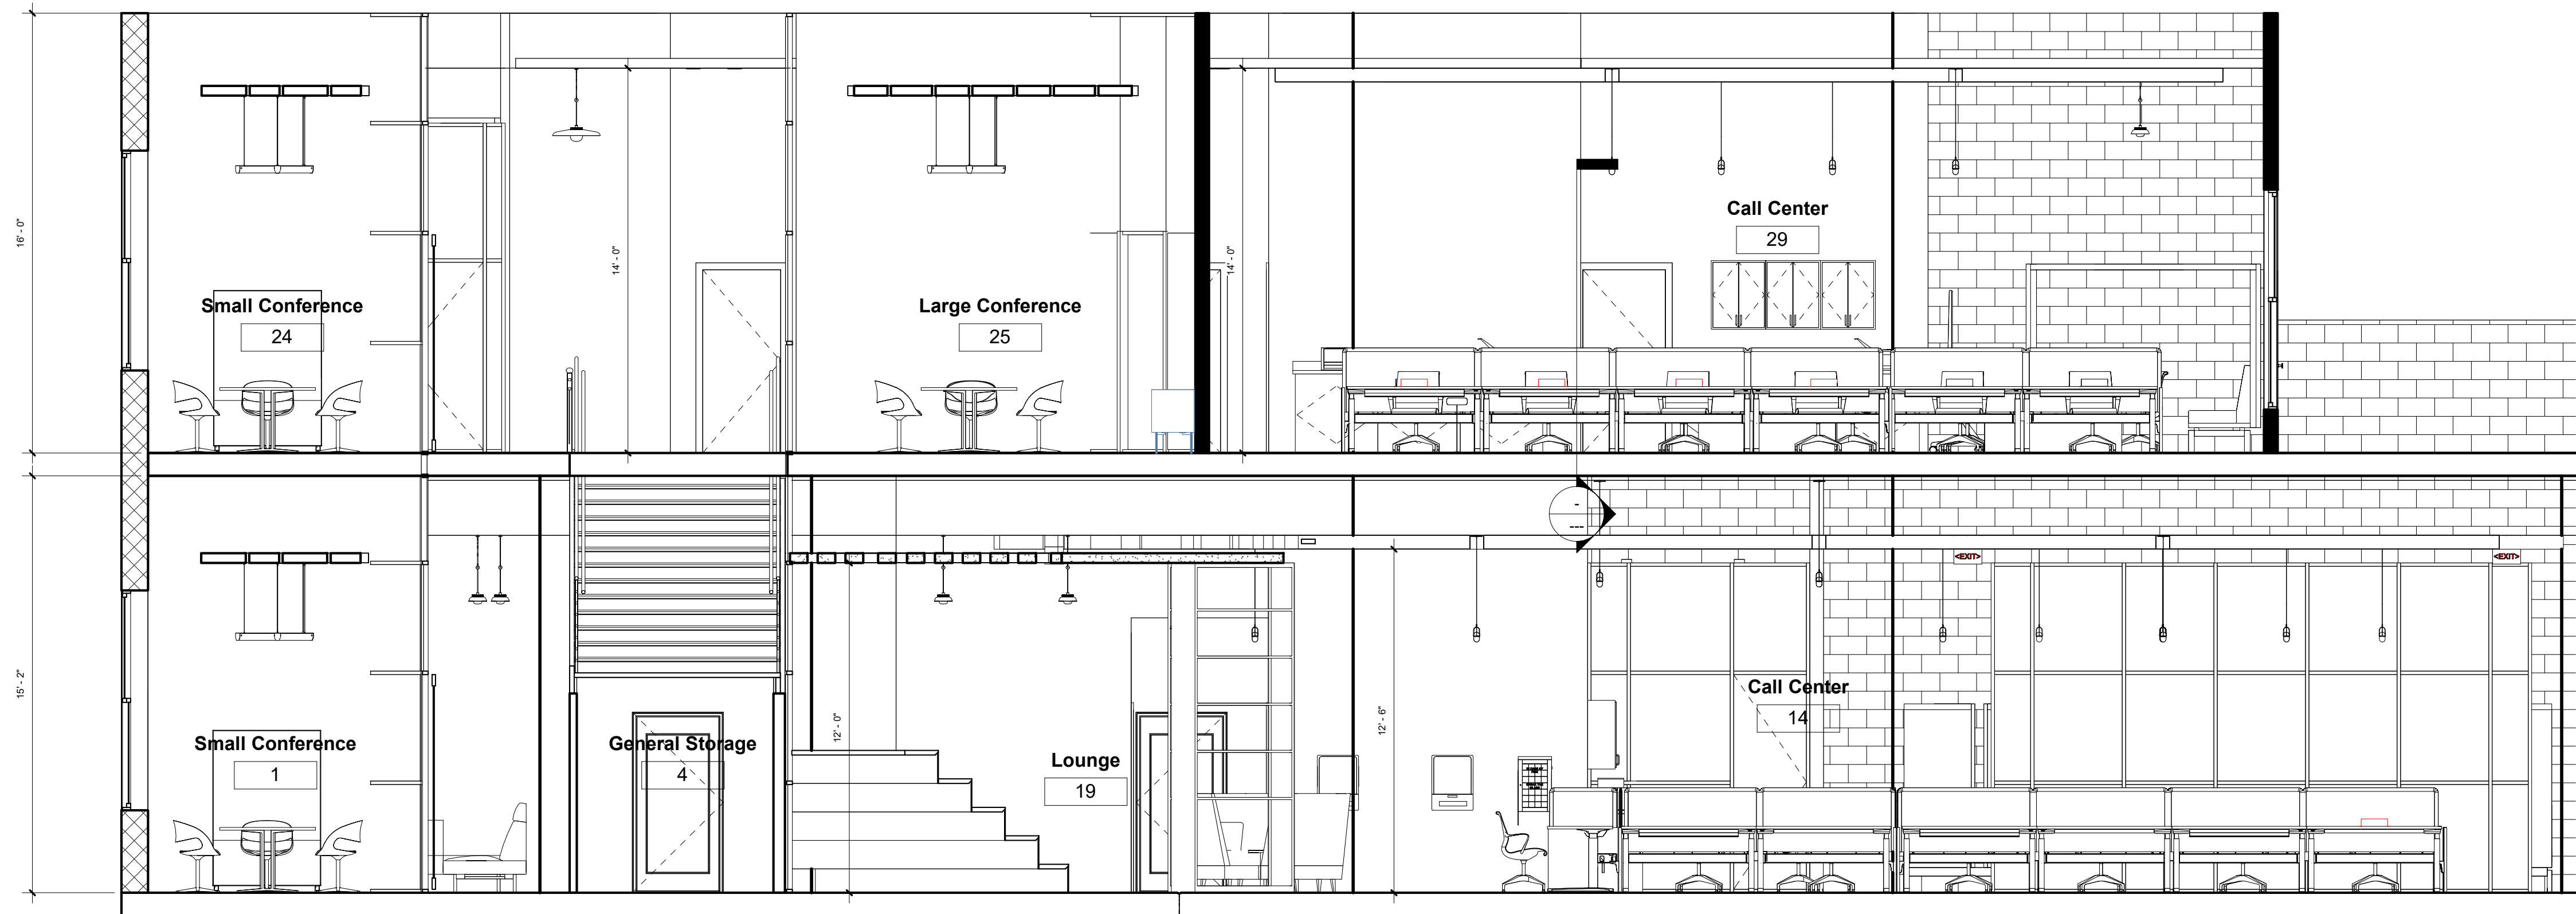 16' - 0"
14' - 0"
14' - 0"
Call Center
29
Small Conference
24
Large Conference
25
-
---
<EXIT>
<EXIT>
15' - 2"
12' - 0"
12' - 6"
Call Center
14
Small Conference
1
General Storage
4
Lounge
19